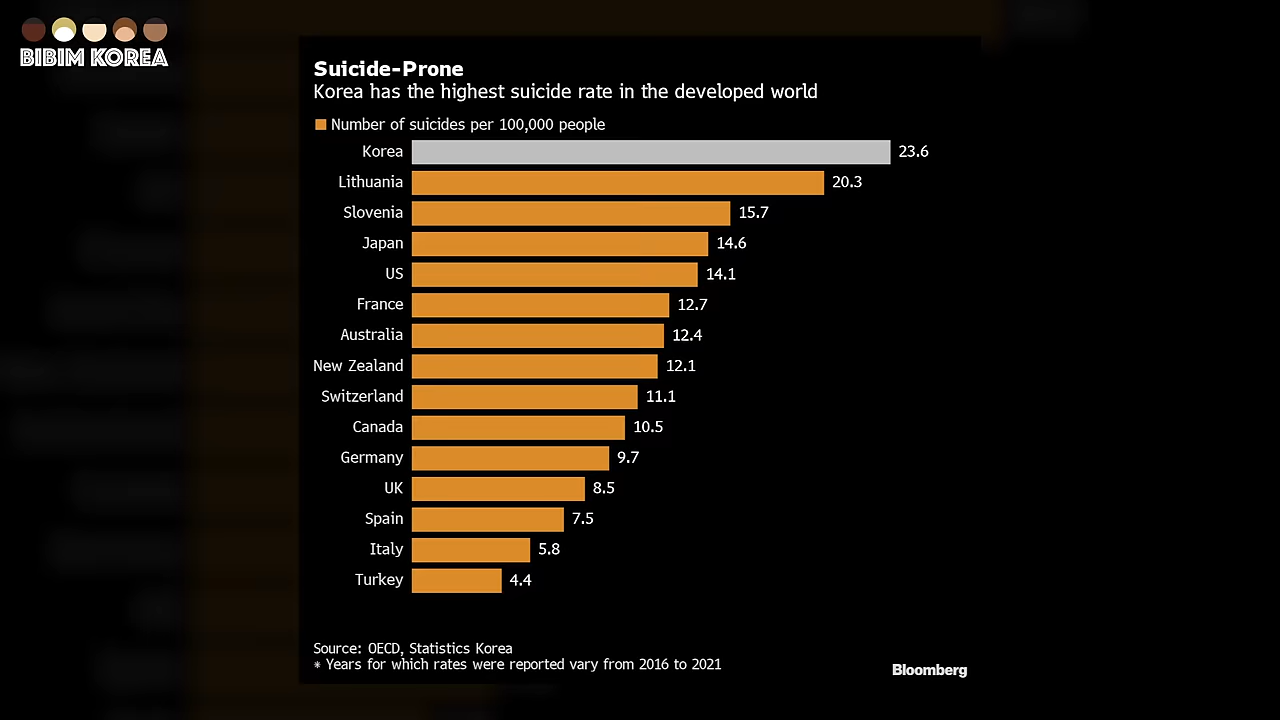 BIBIM KOREA
Suicide-Prone
Korea has the highest suicide rate in the developed world
Number of suicides per 100,000 people
Korea 23.6
Lithuania 20.3
Slovenia 15.7
Japan 14.6
US 14.1
France 12.7
Australia 12.4
New Zealand 12.1
Switzerland 11.1
Canada 10.5
Germany 9.7
UK 8.5
Spain 7.5
Italy 5.8
Turkey 4.4
Source: OECD, Statistics Korea
* Years for which rates were reported vary from 2016 to 2021
Bloomberg